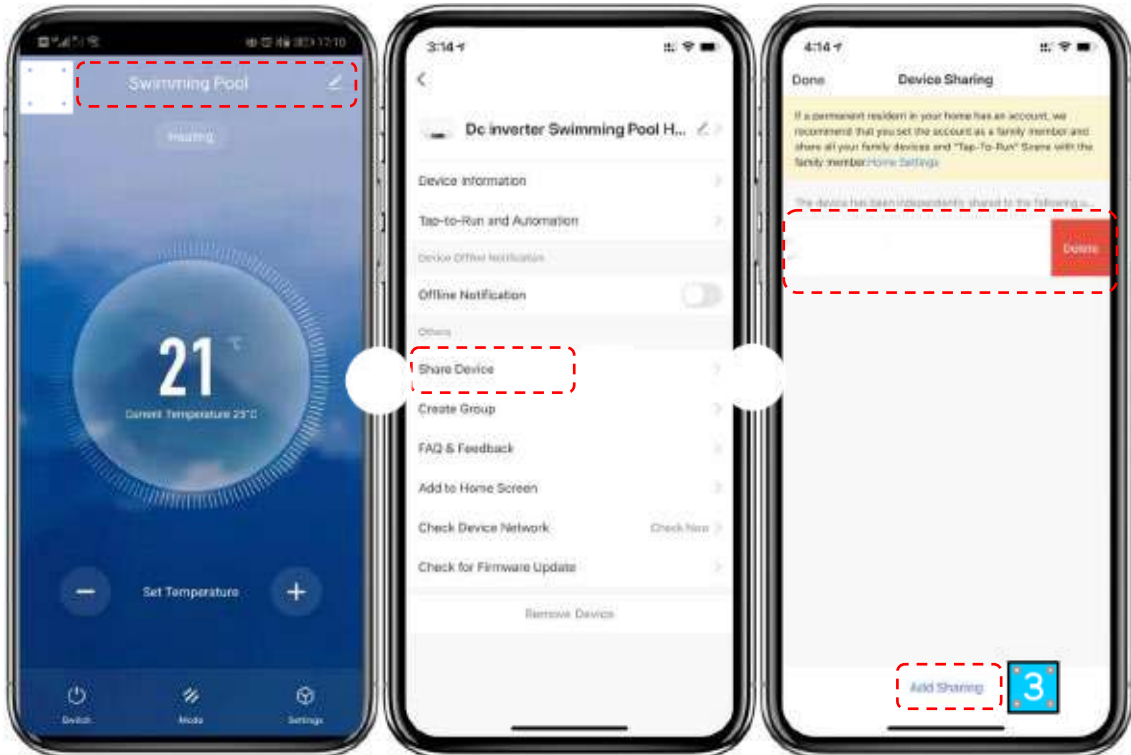 17:10
Swimming Pool
Heating
21 °C
Current Temperature 25°C
Set Temperature
Switch
Mode
Settings
3:14
Dc inverter Swimming Pool H...
Device Information
Tap-to-Run and Automation
Device Offline Notification
Offline Notification
Others
Share Device
Create Group
FAQ & Feedback
Add to Home Screen
Check Device Network
Check Now
Check for Firmware Update
Remove Device
4:14
Done
Device Sharing
If a permanent resident in your home has an account, we
recommend that you set the account as a family member and
share all your family devices and "Tap-To-Run" Scene with the
family member.Home Settings
The device has been independently shared to the following u...
Delete
Add Sharing
3